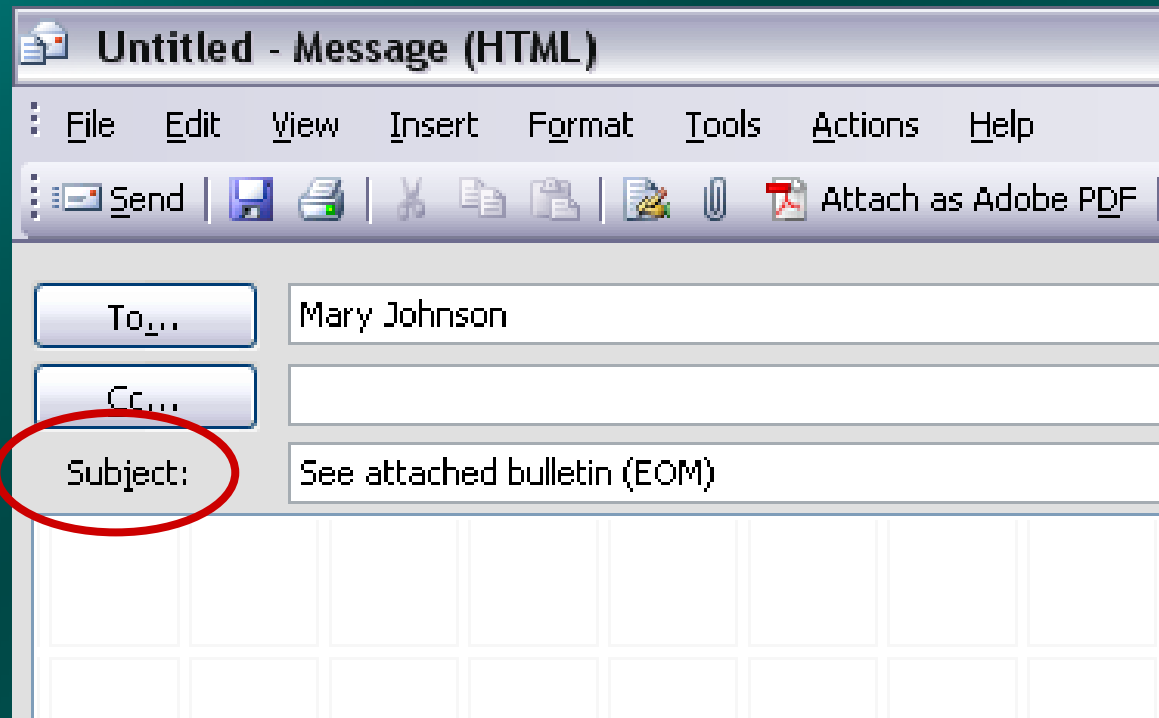 Untitled - Message (HTML)
File Edit View Insert Format Tools Actions Help
Send Attach as Adobe PDF
To... Mary Johnson
Cc...
Subject: See attached bulletin (EOM)